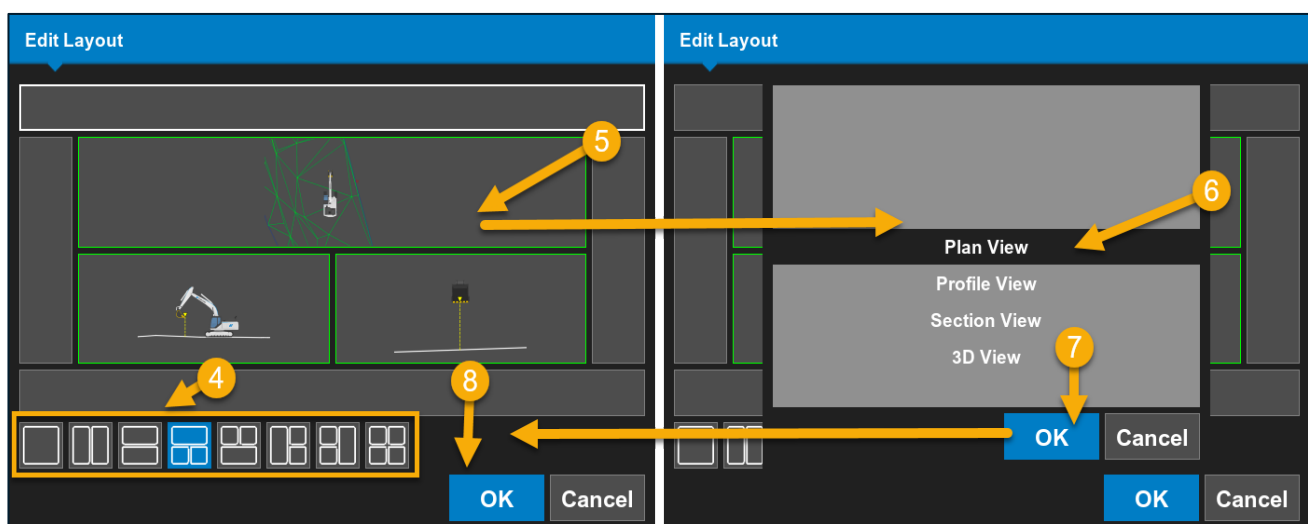 Edit Layout
5
4
8
OK Cancel
Edit Layout
6
Plan View
Profile View
Section View
3D View
7
OK Cancel
OK Cancel